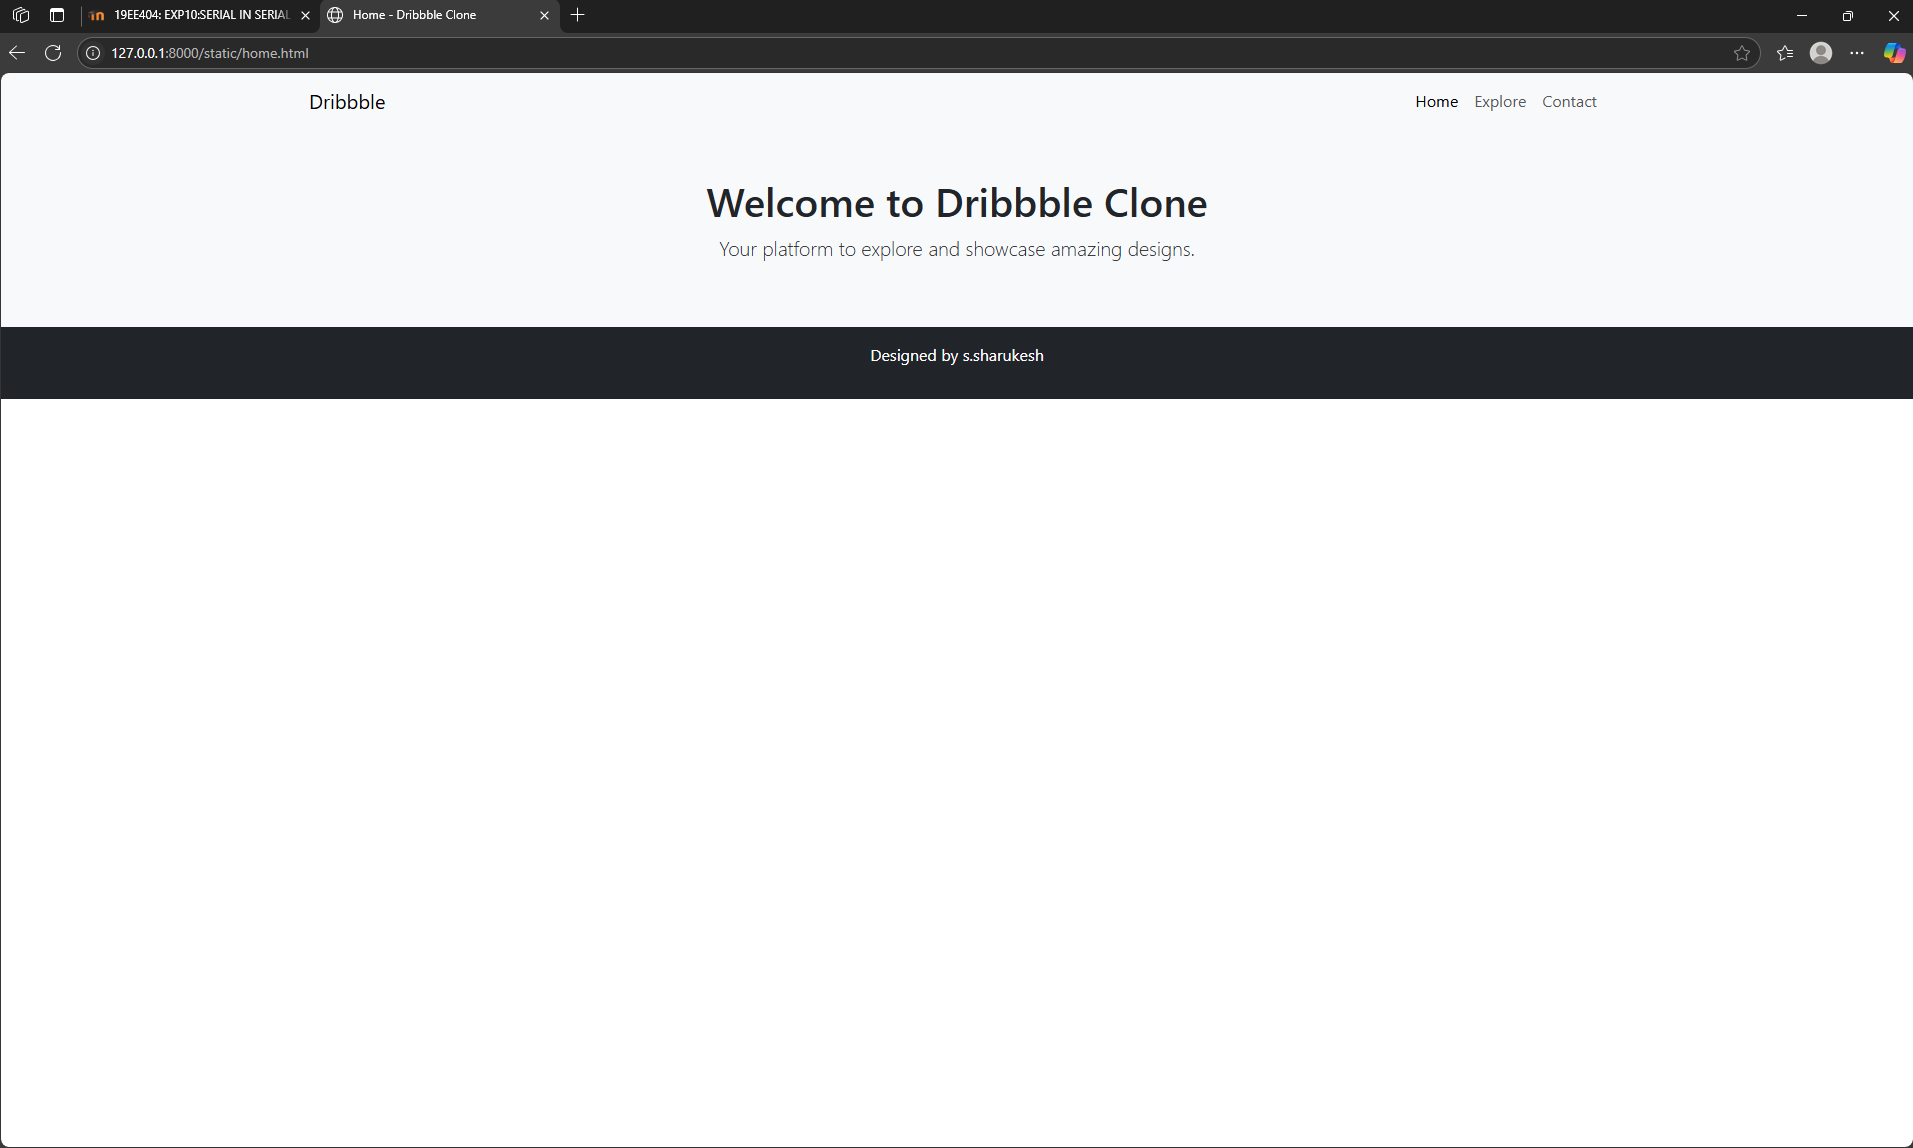 19EE404: EXP10:SERIAL IN SERIAL
Home - Dribbble Clone
127.0.0.1:8000/static/home.html
Dribbble
Home Explore Contact
Welcome to Dribbble Clone
Your platform to explore and showcase amazing designs.
Designed by s.sharukesh